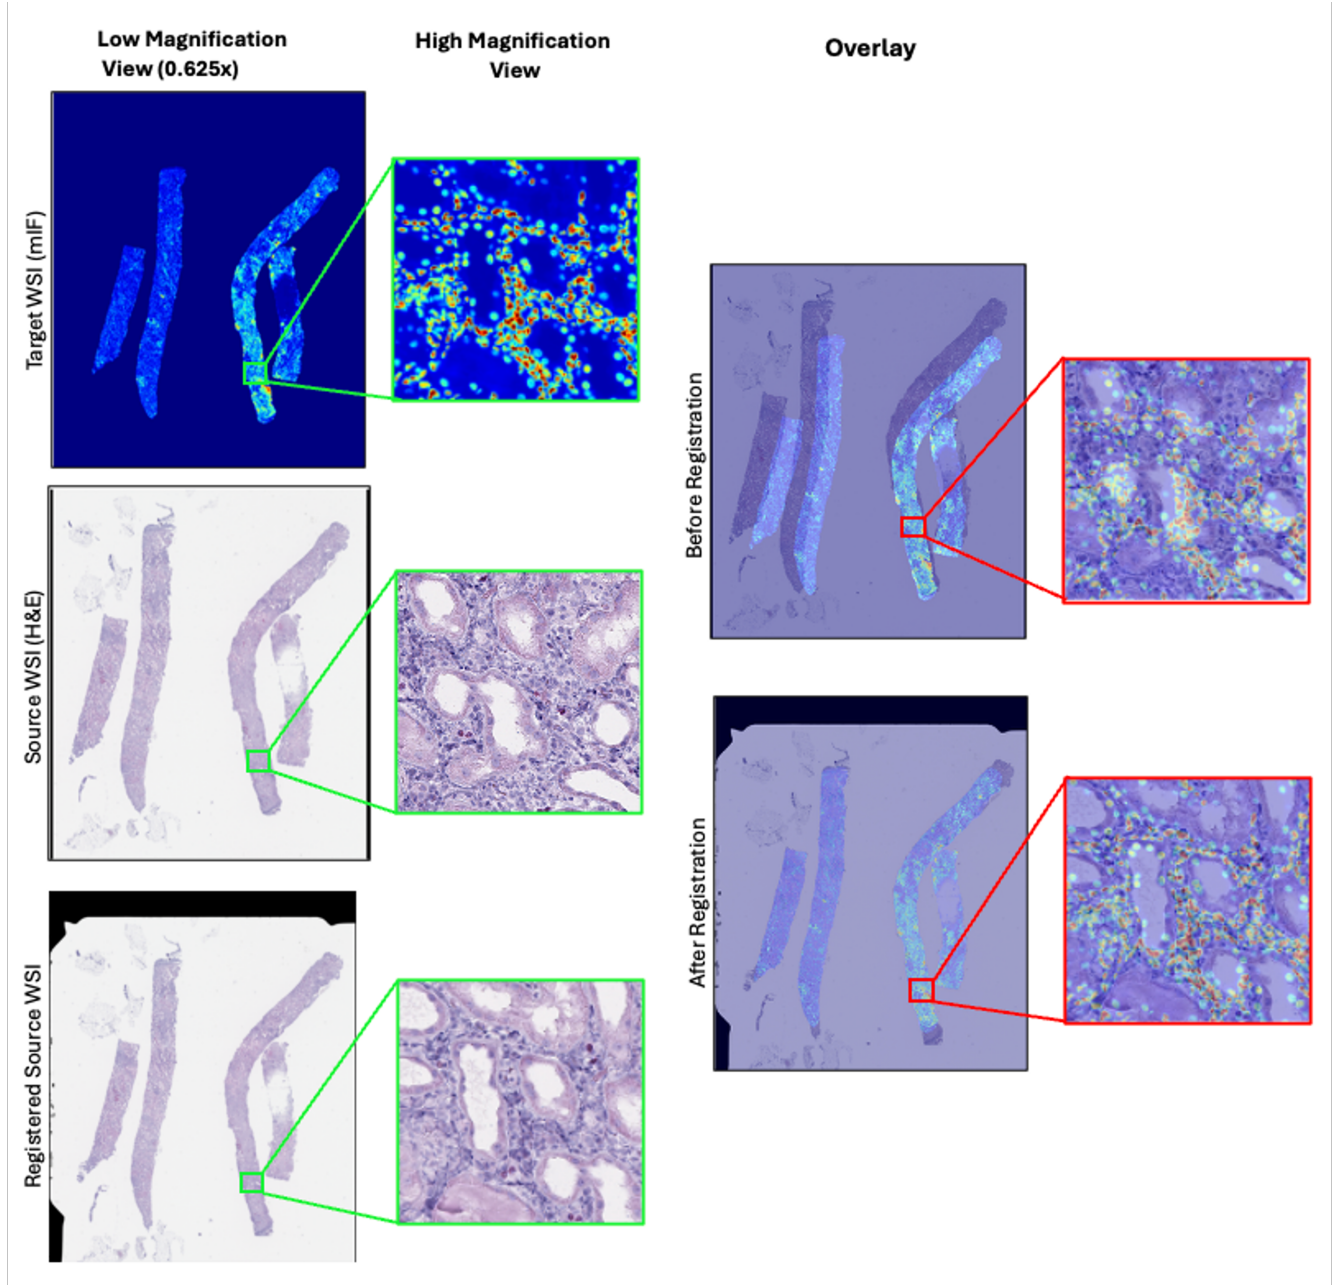 Low Magnification
View (0.625x)
High Magnification
View
Overlay
Target WSI (mIF)
Source WSI (H&E)
Registered Source WSI
Before Registration
After Registration